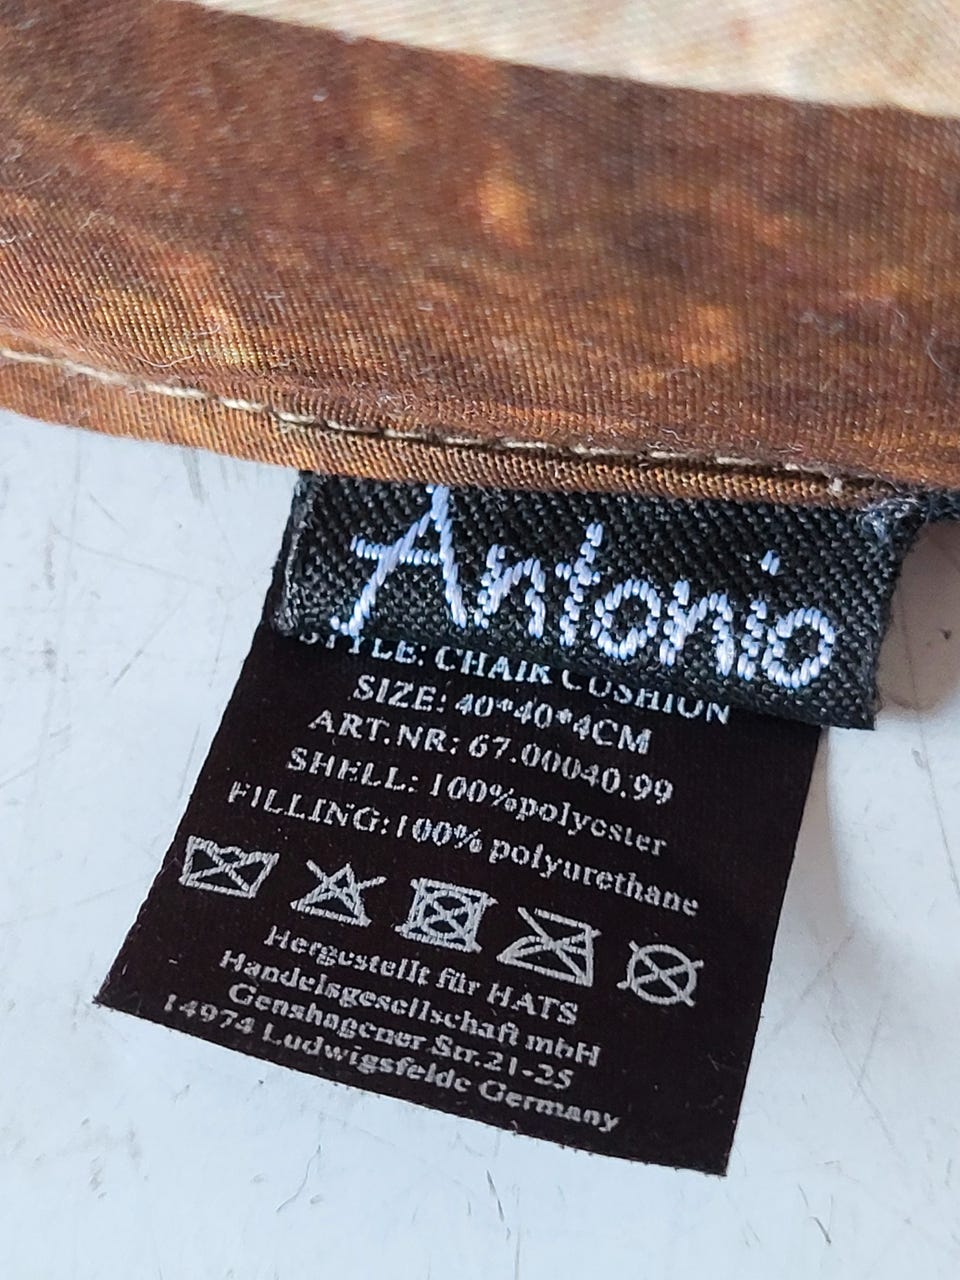 Antonio
STYLE: CHAIR CUSHION
SIZE: 40*40*4CM
ART.NR: 67.00040.99
SHELL: 100%polyester
FILLING:100% polyurethane
Hergestellt für HATS
Handelsgesellschaft mbH
Genshagener Str.21-25
14974 Ludwigsfelde Germany